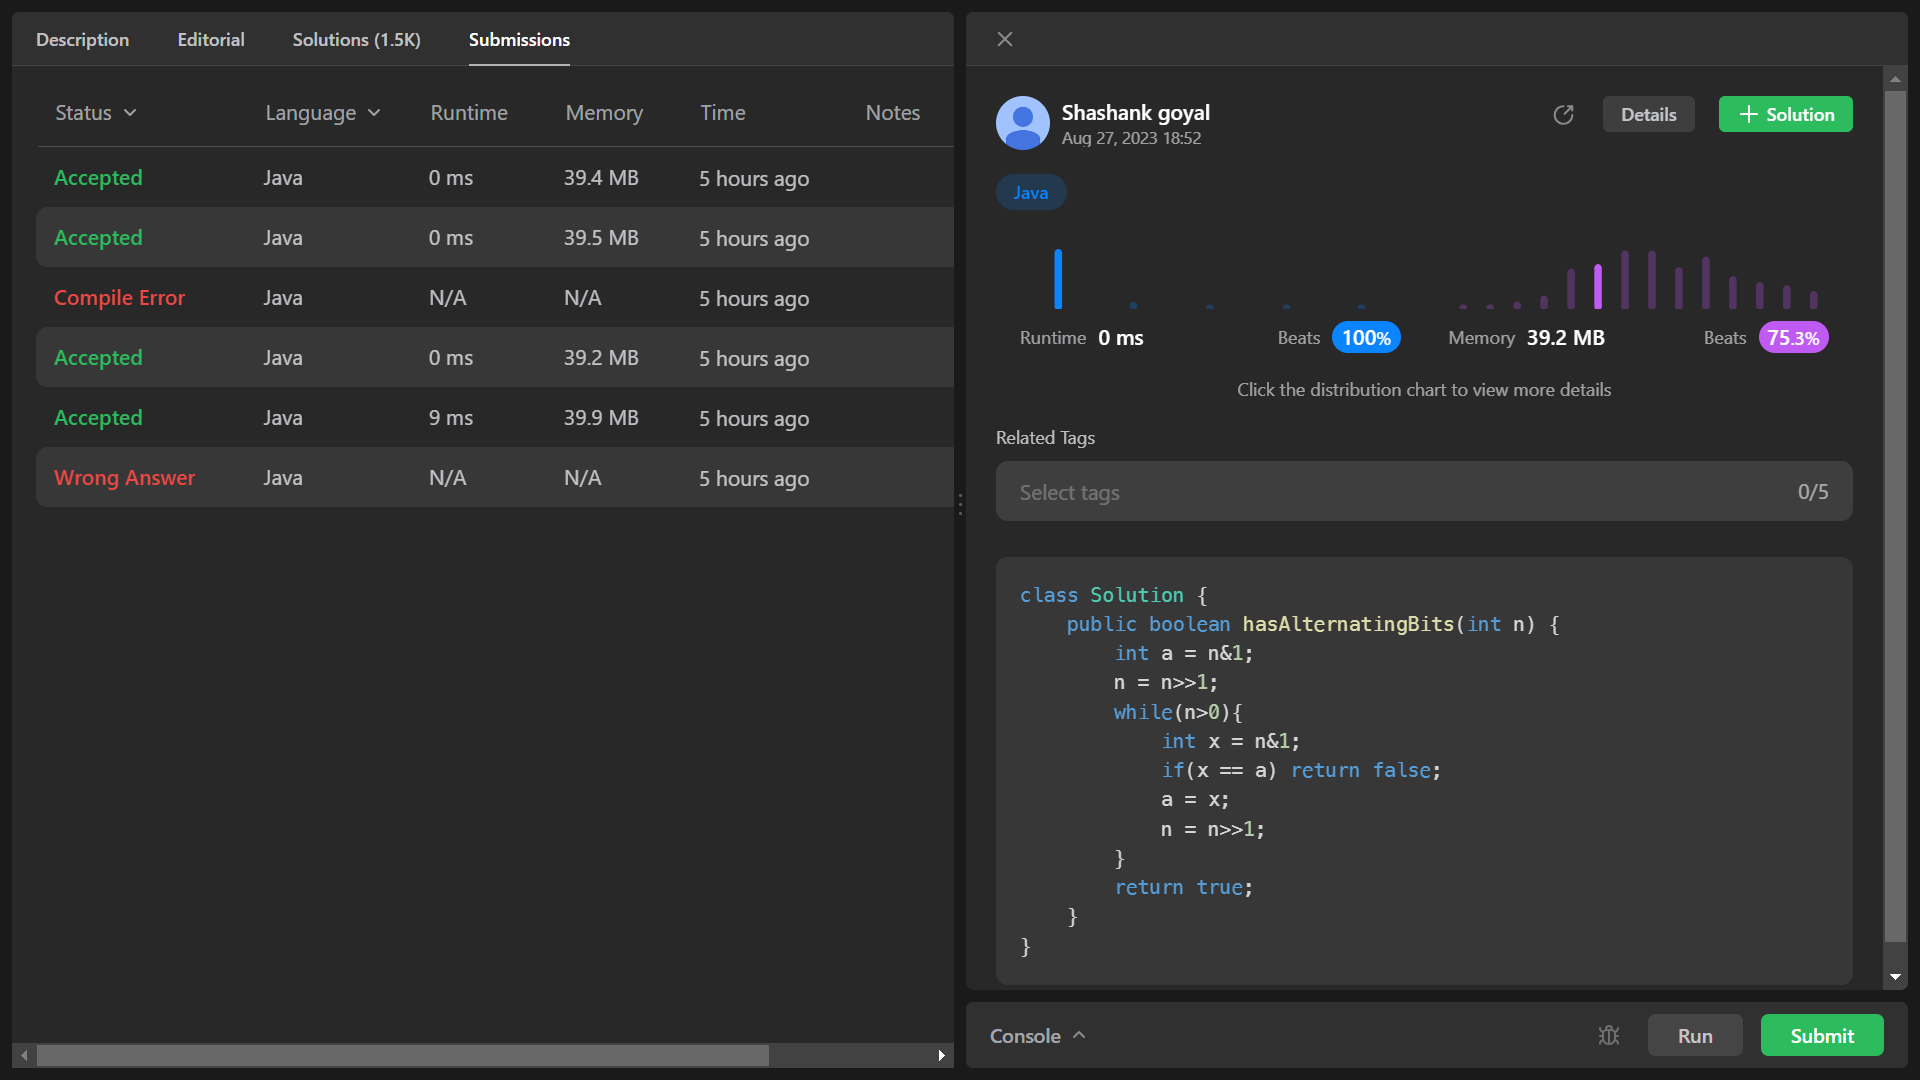 Description Editorial Solutions (1.5K) Submissions
Status Language Runtime Memory Time Notes
Accepted Java 0 ms 39.4 MB 5 hours ago
Accepted Java 0 ms 39.5 MB 5 hours ago
Compile Error Java N/A N/A 5 hours ago
Accepted Java 0 ms 39.2 MB 5 hours ago
Accepted Java 9 ms 39.9 MB 5 hours ago
Wrong Answer Java N/A N/A 5 hours ago
Shashank goyal
Aug 27, 2023 18:52
Details + Solution
Java
Runtime 0 ms Beats 100% Memory 39.2 MB Beats 75.3%
Click the distribution chart to view more details
Related Tags
Select tags 0/5
class Solution {
    public boolean hasAlternatingBits(int n) {
        int a = n&1;
        n = n>>1;
        while(n>0){
            int x = n&1;
            if(x == a) return false;
            a = x;
            n = n>>1;
        }
        return true;
    }
}
Console Run Submit